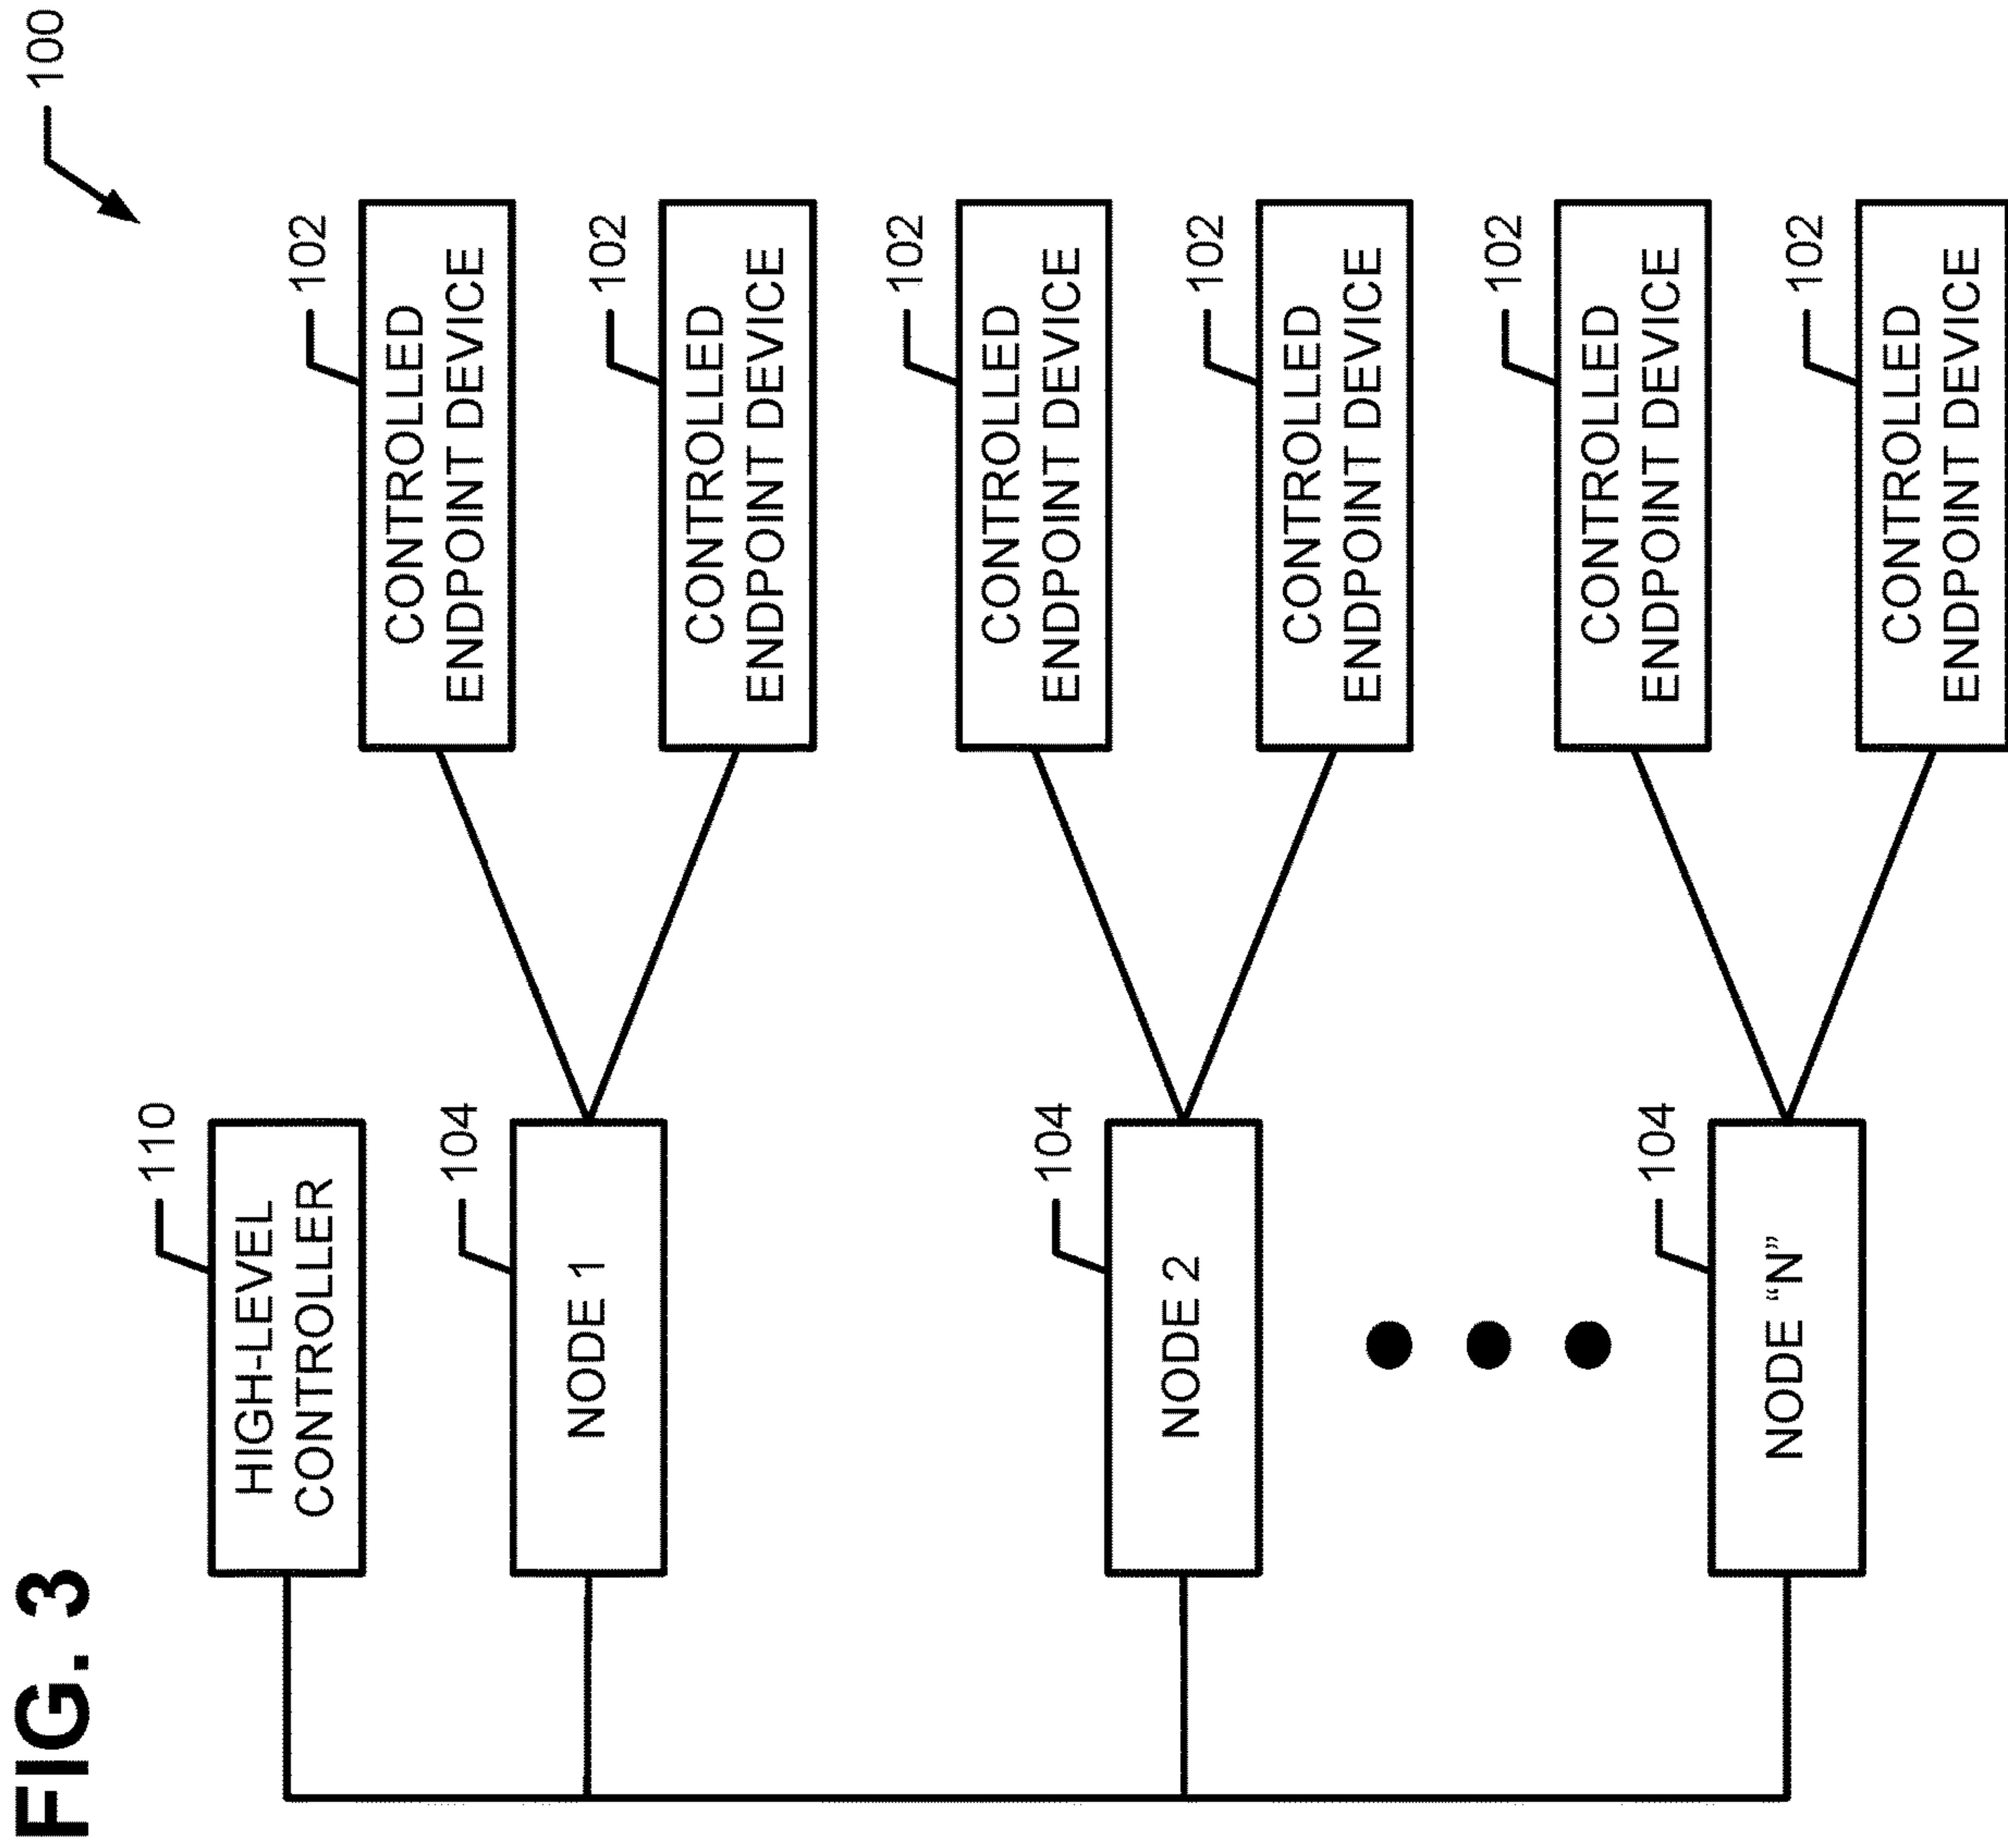 FIG. 3
100
110
HIGH-LEVEL
CONTROLLER
104
NODE 1
102
CONTROLLED
ENDPOINT DEVICE
102
CONTROLLED
ENDPOINT DEVICE
104
NODE 2
102
CONTROLLED
ENDPOINT DEVICE
102
CONTROLLED
ENDPOINT DEVICE
104
NODE “N”
102
CONTROLLED
ENDPOINT DEVICE
102
CONTROLLED
ENDPOINT DEVICE